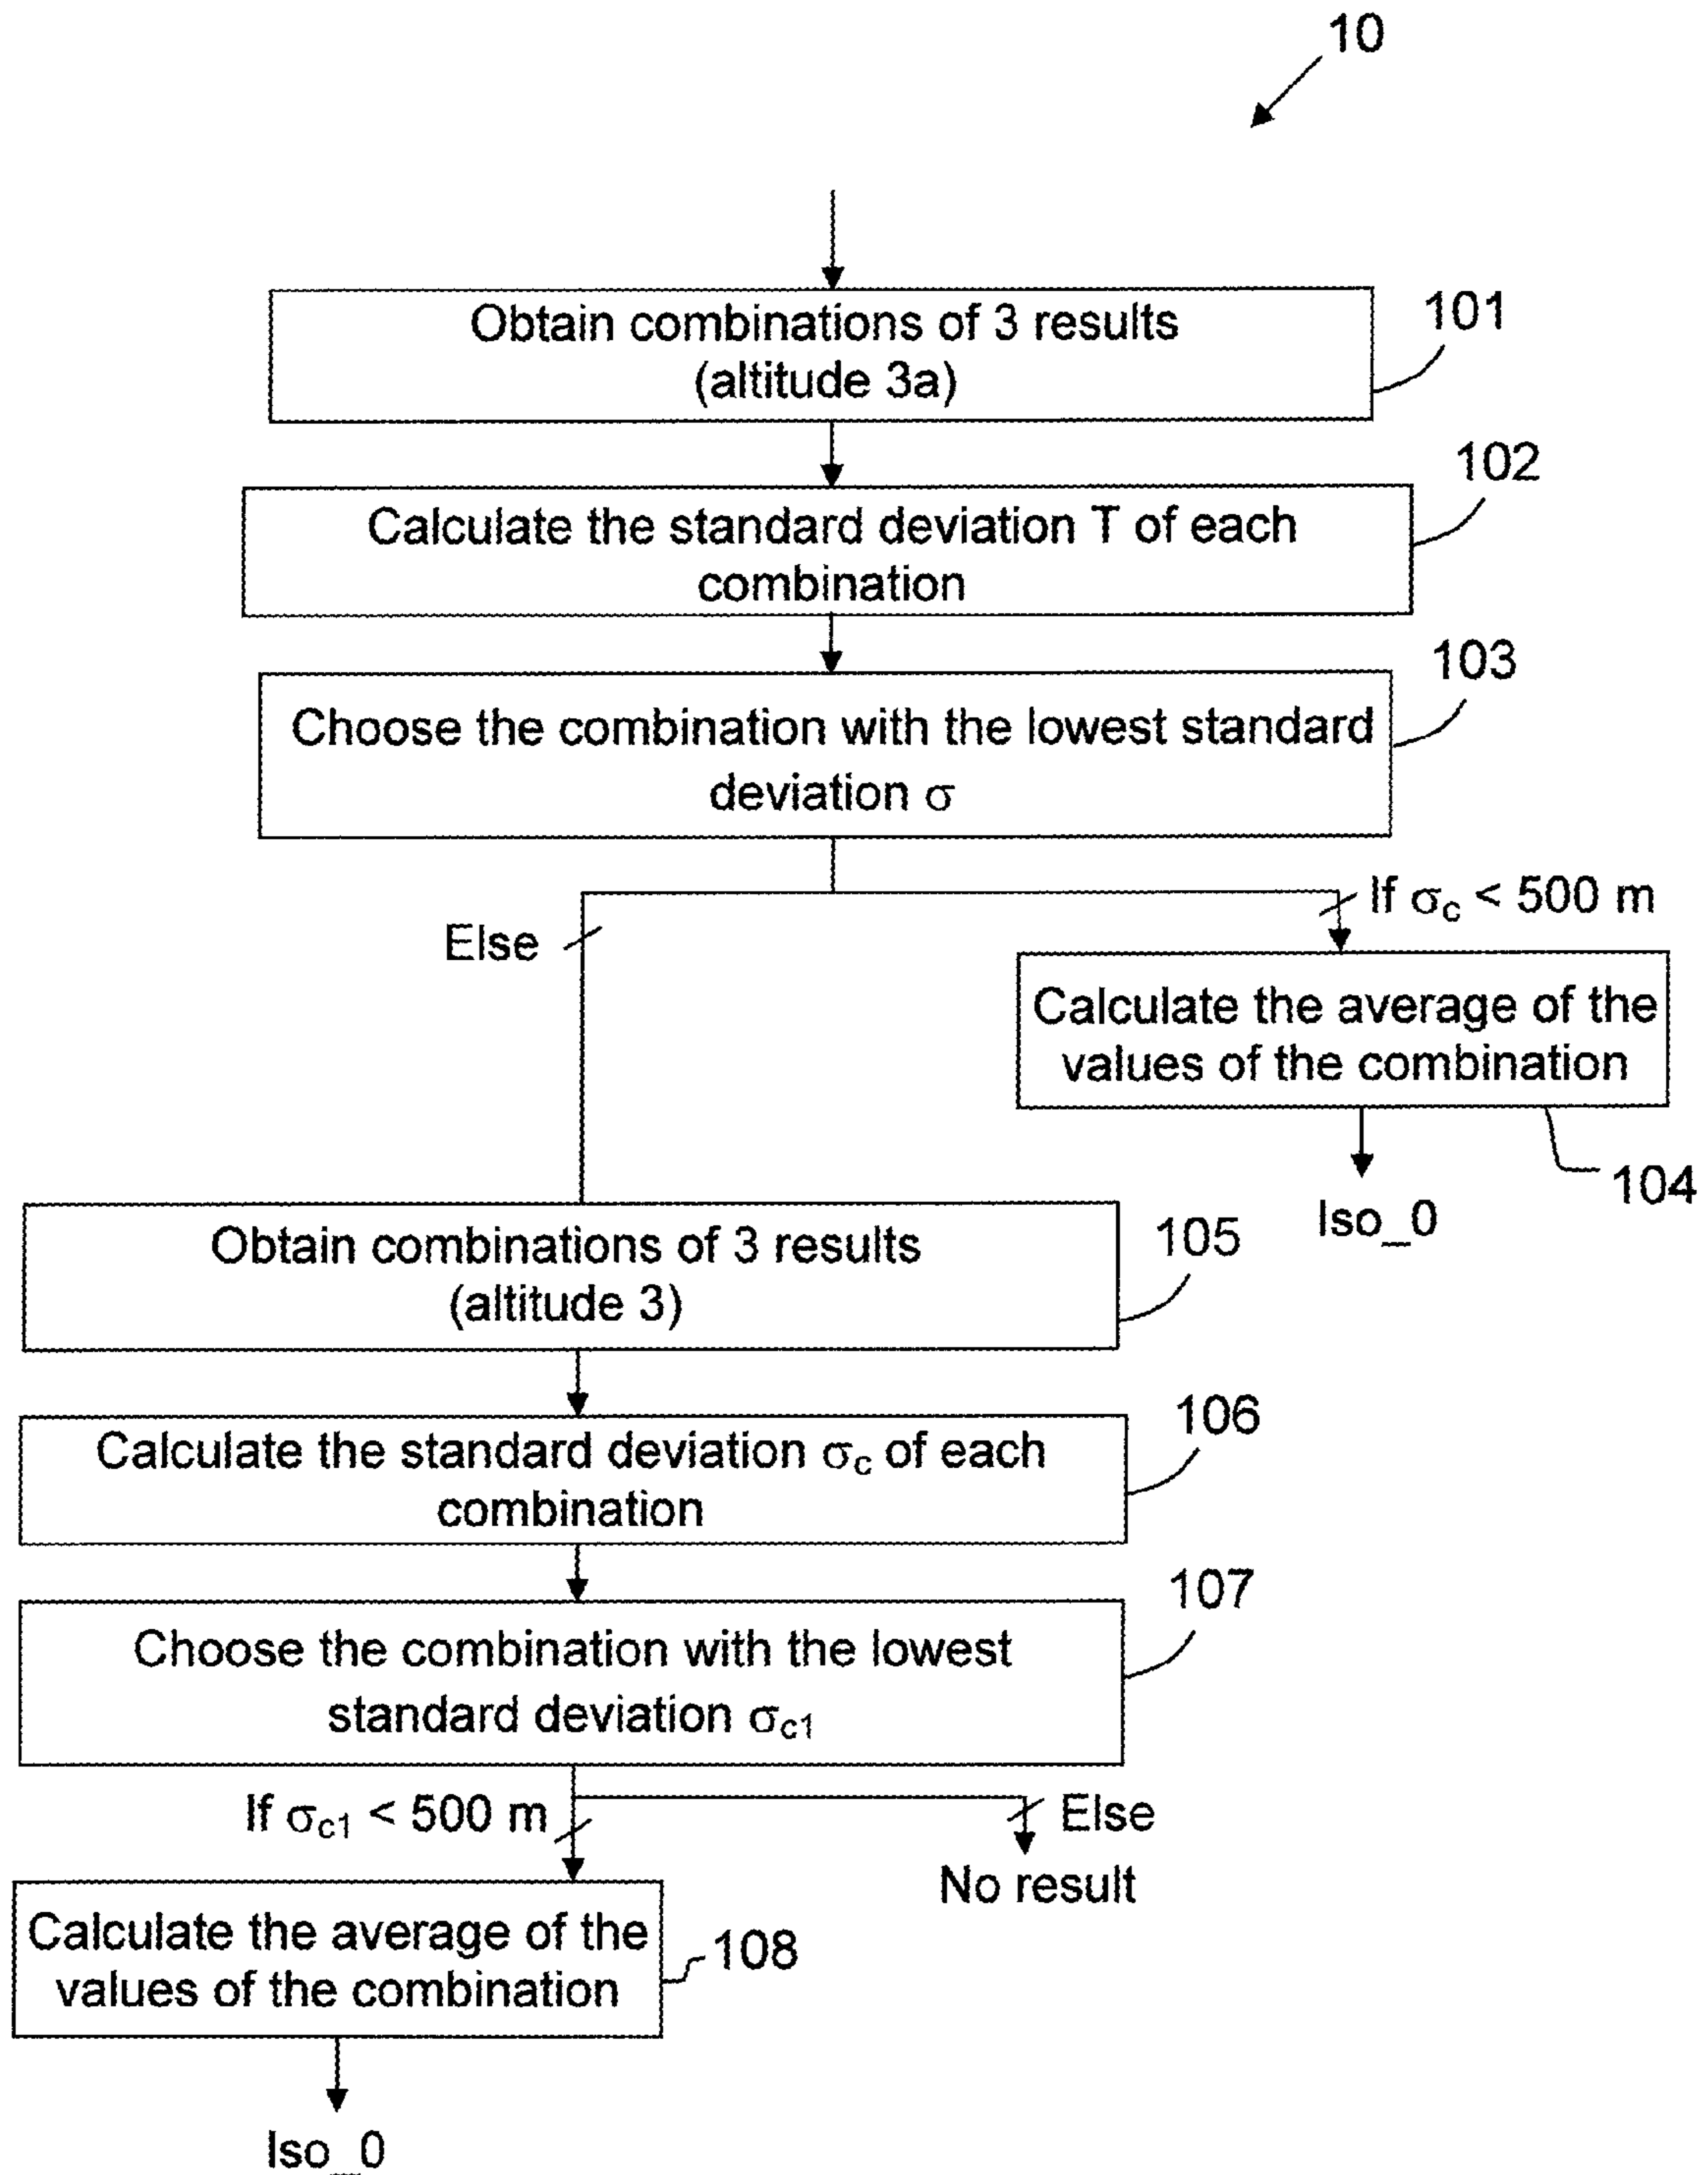 10
Obtain combinations of 3 results
(altitude 3a)
101
Calculate the standard deviation T of each
combination
102
Choose the combination with the lowest standard
deviation σ
103
Else
If σc < 500 m
Calculate the average of the
values of the combination
104
Iso_0
Obtain combinations of 3 results
(altitude 3)
105
Calculate the standard deviation σc of each
combination
106
Choose the combination with the lowest
standard deviation σc1
107
If σc1 < 500 m
Else
No result
Calculate the average of the
values of the combination
108
Iso_0